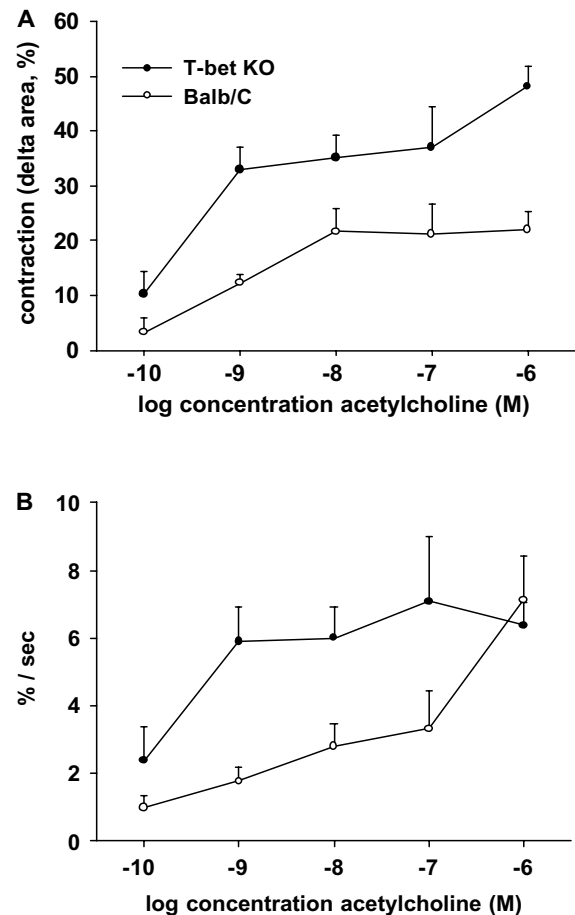 A
60
50
40
30
20
10
0
contraction (delta area, %)
T-bet KO
Balb/C
-10 -9 -8 -7 -6
log concentration acetylcholine (M)
B
10
8
6
4
2
0
% / sec
-10 -9 -8 -7 -6
log concentration acetylcholine (M)